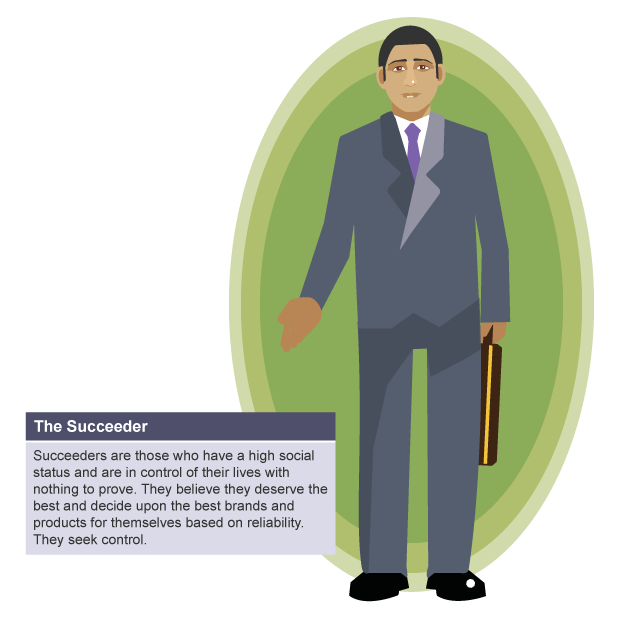 The Succeeder
Succeeders are those who have a high social
status and are in control of their lives with
nothing to prove. They believe they deserve the
best and decide upon the best brands and
products for themselves based on reliability.
They seek control.